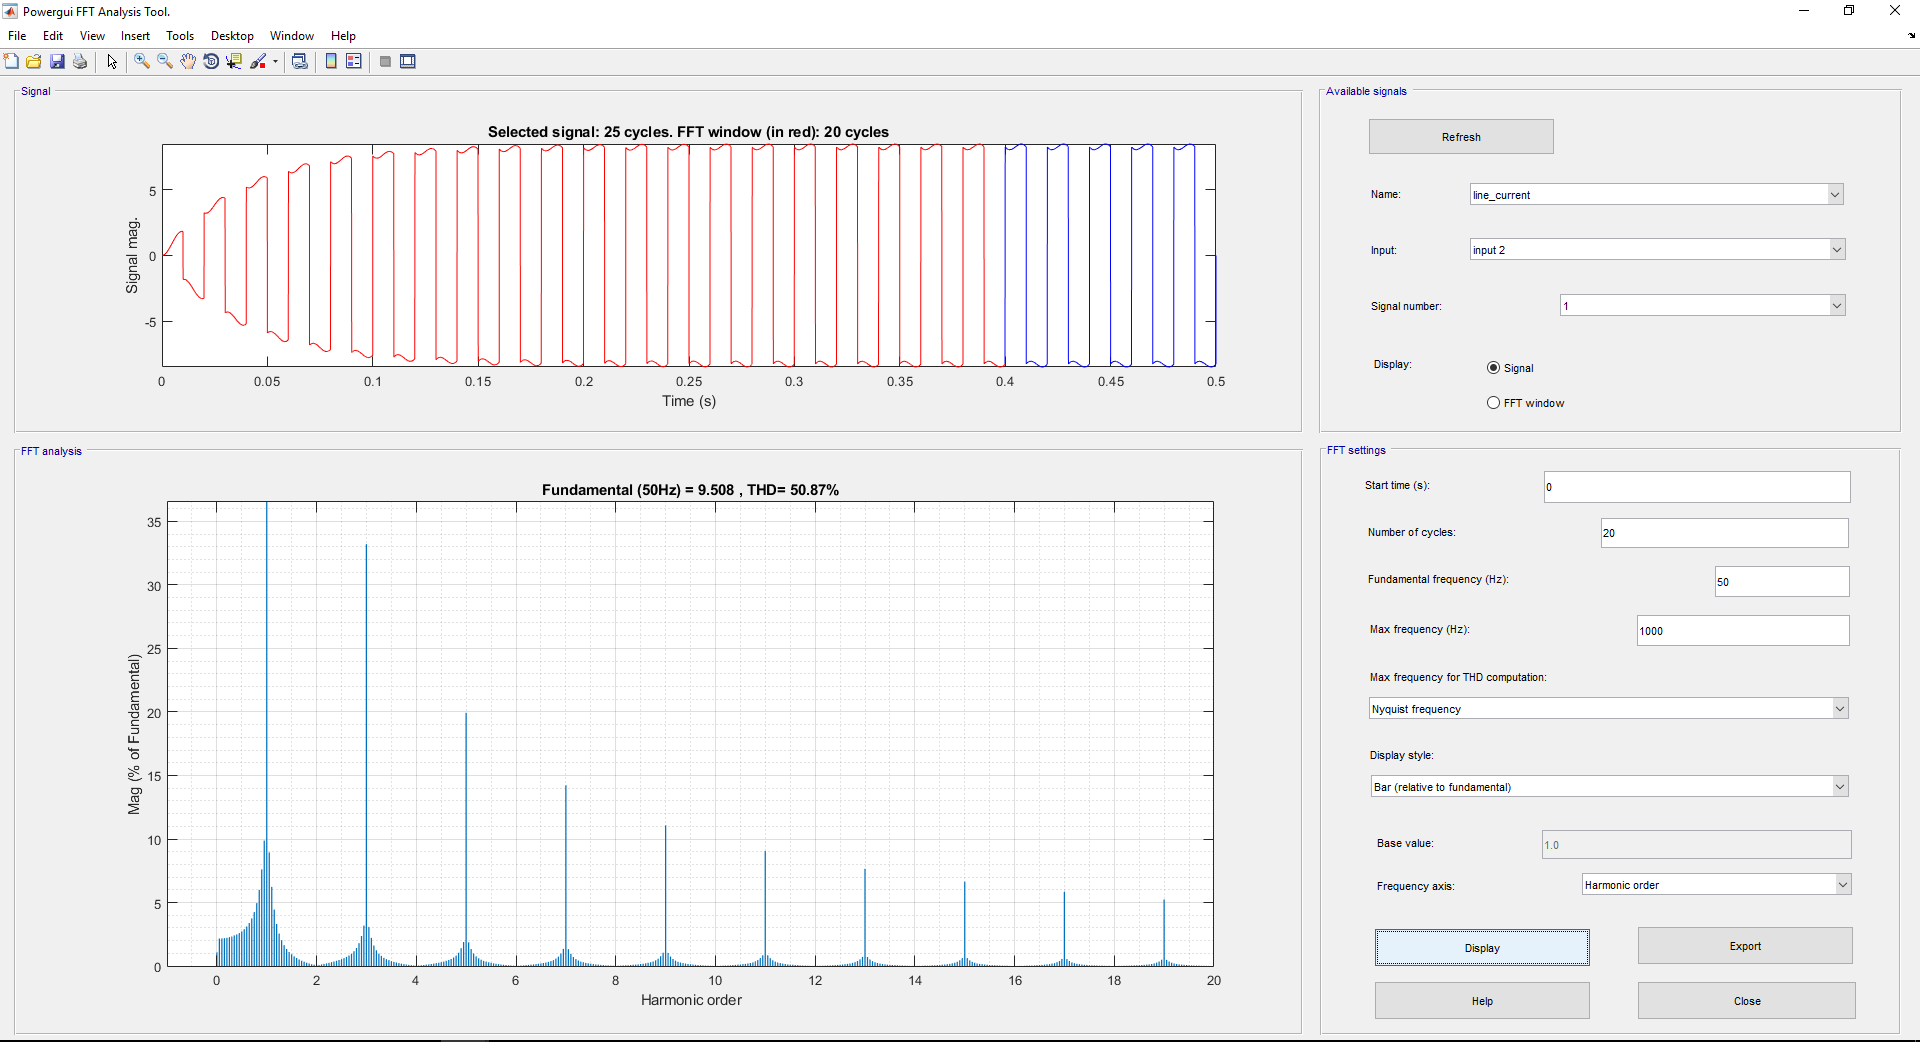 Powergui FFT Analysis Tool.
File Edit View Insert Tools Desktop Window Help
Signal
Selected signal: 25 cycles. FFT window (in red): 20 cycles
Signal mag.
5
0
-5
0 0.05 0.1 0.15 0.2 0.25 0.3 0.35 0.4 0.45 0.5
Time (s)
FFT analysis
Fundamental (50Hz) = 9.508 , THD= 50.87%
Mag (% of Fundamental)
35
30
25
20
15
10
5
0
0 2 4 6 8 10 12 14 16 18 20
Harmonic order
Available signals
Refresh
Name: line_current
Input: input 2
Signal number: 1
Display: Signal
FFT window
FFT settings
Start time (s): 0
Number of cycles: 20
Fundamental frequency (Hz): 50
Max frequency (Hz): 1000
Max frequency for THD computation:
Nyquist frequency
Display style:
Bar (relative to fundamental)
Base value: 1.0
Frequency axis: Harmonic order
Display Export
Help Close